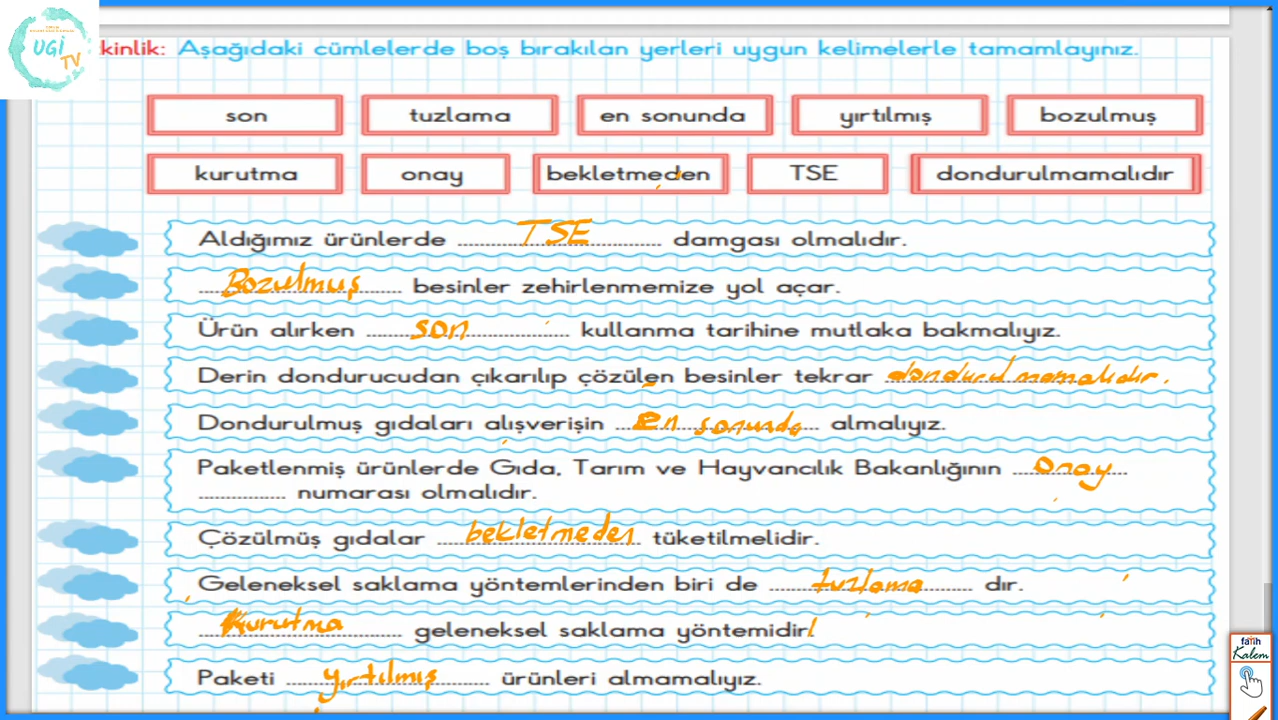 UGİ
TV
kinlik: Aşağıdaki cümlelerde boş bırakılan yerleri uygun kelimelerle tamamlayınız.
son tuzlama en sonunda yırtılmış bozulmuş
kurutma onay bekletmeden TSE dondurulmamalıdır
Aldığımız ürünlerde TSE damgası olmalıdır.
Bozulmuş besinler zehirlenmemize yol açar.
Ürün alırken son kullanma tarihine mutlaka bakmalıyız.
Derin dondurucudan çıkarılıp çözülen besinler tekrar dondurulmamalıdır.
Dondurulmuş gıdaları alışverişin en sonunda almalıyız.
Paketlenmiş ürünlerde Gıda, Tarım ve Hayvancılık Bakanlığının onay
numarası olmalıdır.
Çözülmüş gıdalar bekletmeden tüketilmelidir.
Geleneksel saklama yöntemlerinden biri de tuzlama dır.
Kurutma geleneksel saklama yöntemidir!
Paketi yırtılmış ürünleri almamalıyız.
fatih
Kalem